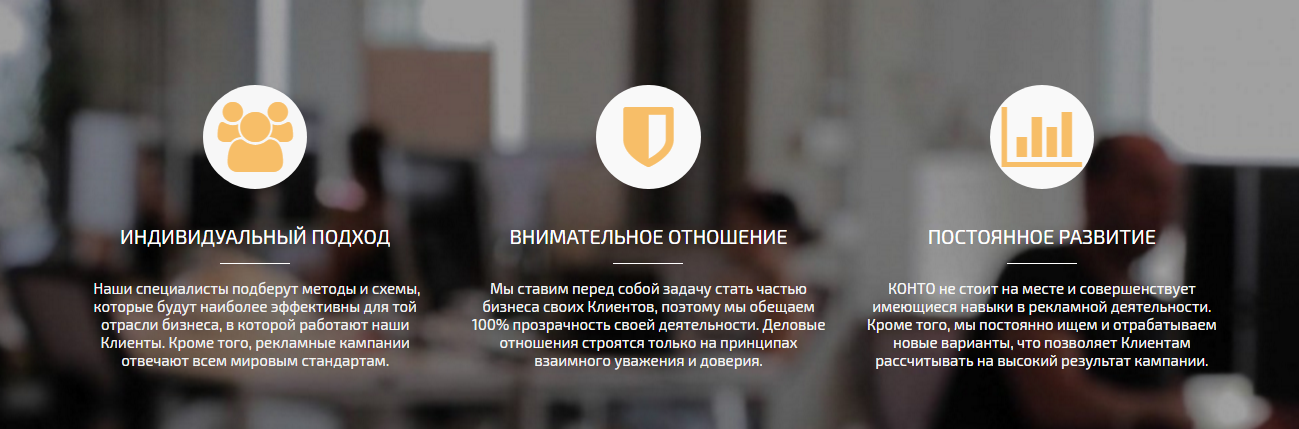 ИНДИВИДУАЛЬНЫЙ ПОДХОД
Наши специалисты подберут методы и схемы,
которые будут наиболее эффективны для той
отрасли бизнеса, в которой работают наши
Клиенты. Кроме того, рекламные кампании
отвечают всем мировым стандартам.
ВНИМАТЕЛЬНОЕ ОТНОШЕНИЕ
Мы ставим перед собой задачу стать частью
бизнеса своих Клиентов, поэтому мы обещаем
100% прозрачность своей деятельности. Деловые
отношения строятся только на принципах
взаимного уважения и доверия.
ПОСТОЯННОЕ РАЗВИТИЕ
КОНТО не стоит на месте и совершенствует
имеющиеся навыки в рекламной деятельности.
Кроме того, мы постоянно ищем и отрабатываем
новые варианты, что позволяет Клиентам
рассчитывать на высокий результат кампании.